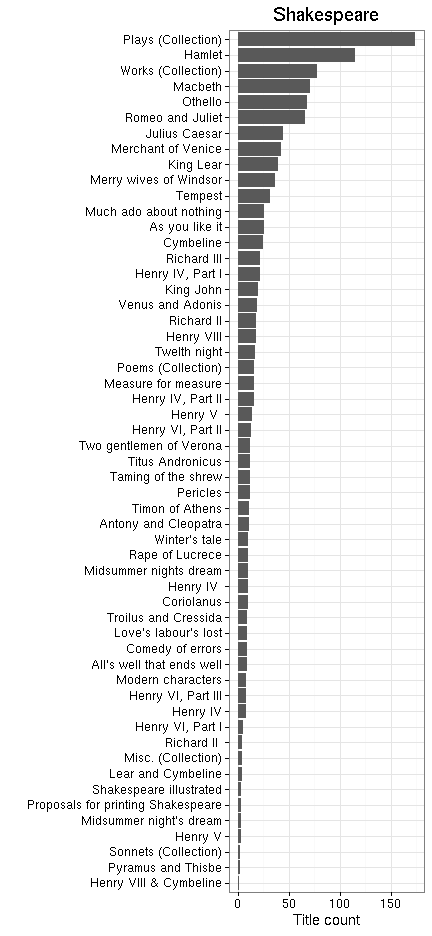 Shakespeare
Plays (Collection)
Hamlet
Works (Collection)
Macbeth
Othello
Romeo and Juliet
Julius Caesar
Merchant of Venice
King Lear
Merry wives of Windsor
Tempest
Much ado about nothing
As you like it
Cymbeline
Richard III
Henry IV, Part I
King John
Venus and Adonis
Richard II
Henry VIII
Twelth night
Poems (Collection)
Measure for measure
Henry IV, Part II
Henry V
Henry VI, Part II
Two gentlemen of Verona
Titus Andronicus
Taming of the shrew
Pericles
Timon of Athens
Antony and Cleopatra
Winter's tale
Rape of Lucrece
Midsummer nights dream
Henry IV
Coriolanus
Troilus and Cressida
Love's labour's lost
Comedy of errors
All's well that ends well
Modern characters
Henry VI, Part III
Henry IV
Henry VI, Part I
Richard II
Misc. (Collection)
Lear and Cymbeline
Shakespeare illustrated
Proposals for printing Shakespeare
Midsummer night's dream
Henry V
Sonnets (Collection)
Pyramus and Thisbe
Henry VIII & Cymbeline
0 50 100 150
Title count